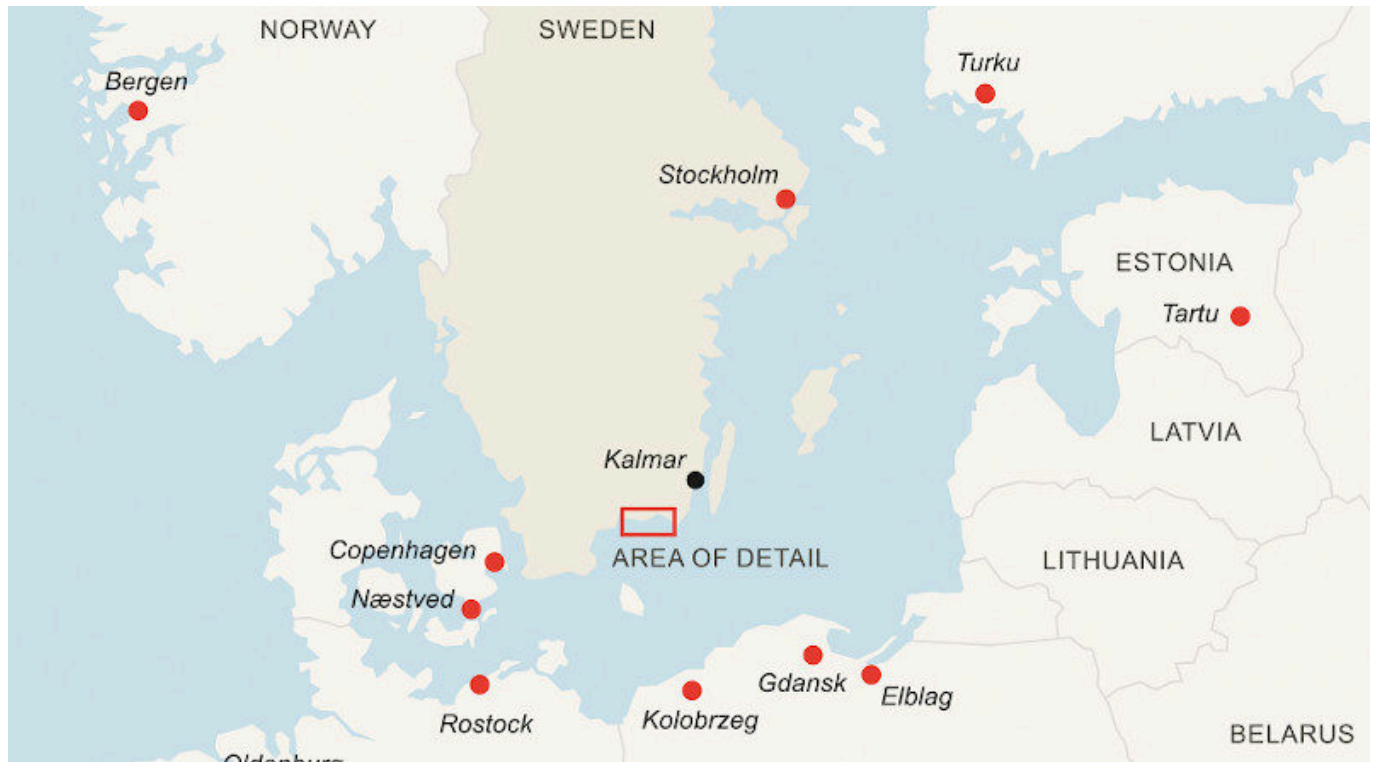 NORWAY
SWEDEN
Bergen
Turku
Stockholm
ESTONIA
Tartu
LATVIA
Kalmar
Copenhagen
AREA OF DETAIL
LITHUANIA
Næstved
Gdansk
Elblag
Rostock
Kolobrzeg
BELARUS
Oldenburg